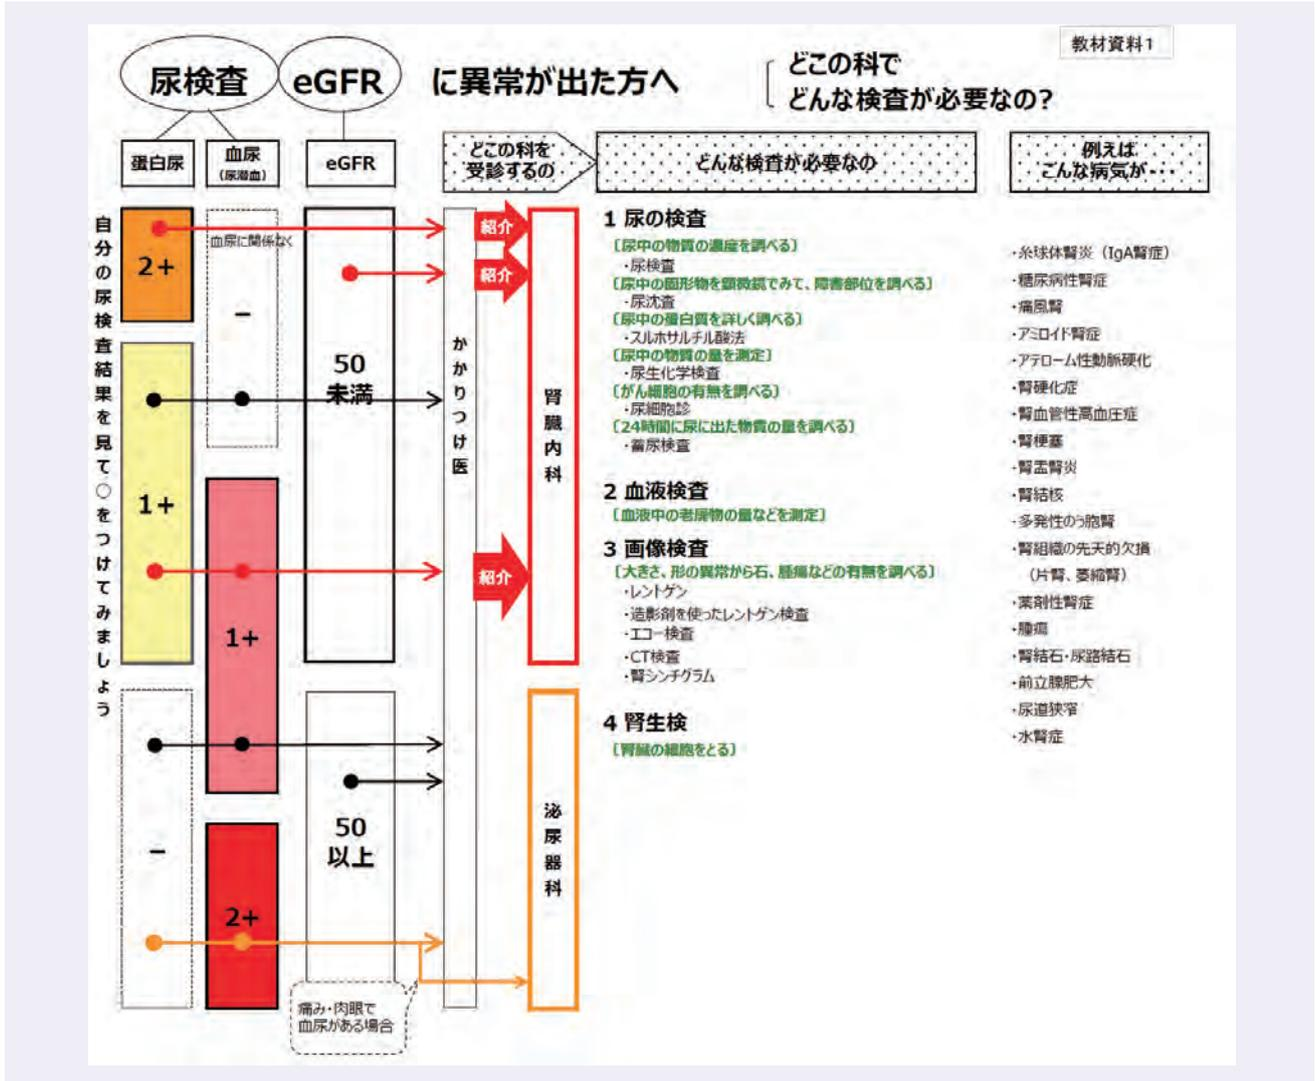 教材資料1
尿検査 eGFR に異常が出た方へ
どこの科で
どんな検査が必要なの?
蛋白尿
血尿
(尿潜血)
eGFR
どこの科を
受診するの
どんな検査が必要なの
例えば
こんな病気が・・・
自分の尿検査結果を見て○をつけてみましょう
2+
1+
−
血尿に関係なく
−
1+
2+
50
未満
50
以上
痛み・肉眼で
血尿がある場合
かかりつけ医
紹介
紹介
紹介
腎臓内科
泌尿器科
1 尿の検査
〔尿中の物質の濃度を調べる〕
・尿検査
〔尿中の固形物を顕微鏡でみて、障害部位を調べる〕
・尿沈査
〔尿中の蛋白質を詳しく調べる〕
・スルホサルチル酸法
〔尿中の物質の量を測定〕
・尿生化学検査
〔がん細胞の有無を調べる〕
・尿細胞診
〔24時間に尿に出た物質の量を調べる〕
・蓄尿検査
2 血液検査
〔血液中の老廃物の量などを測定〕
3 画像検査
〔大きさ、形の異常から石、腫瘍などの有無を調べる〕
・レントゲン
・造影剤を使ったレントゲン検査
・エコー検査
・CT検査
・腎シンチグラム
4 腎生検
〔腎臓の細胞をとる〕
・糸球体腎炎(IgA腎症)
・糖尿病性腎症
・痛風腎
・アミロイド腎症
・アテローム性動脈硬化
・腎硬化症
・腎血管性高血圧症
・腎梗塞
・腎盂腎炎
・腎結核
・多発性のう胞腎
・腎組織の先天的欠損
(片腎、萎縮腎)
・薬剤性腎症
・腫瘍
・腎結石・尿路結石
・前立腺肥大
・尿道狭窄
・水腎症